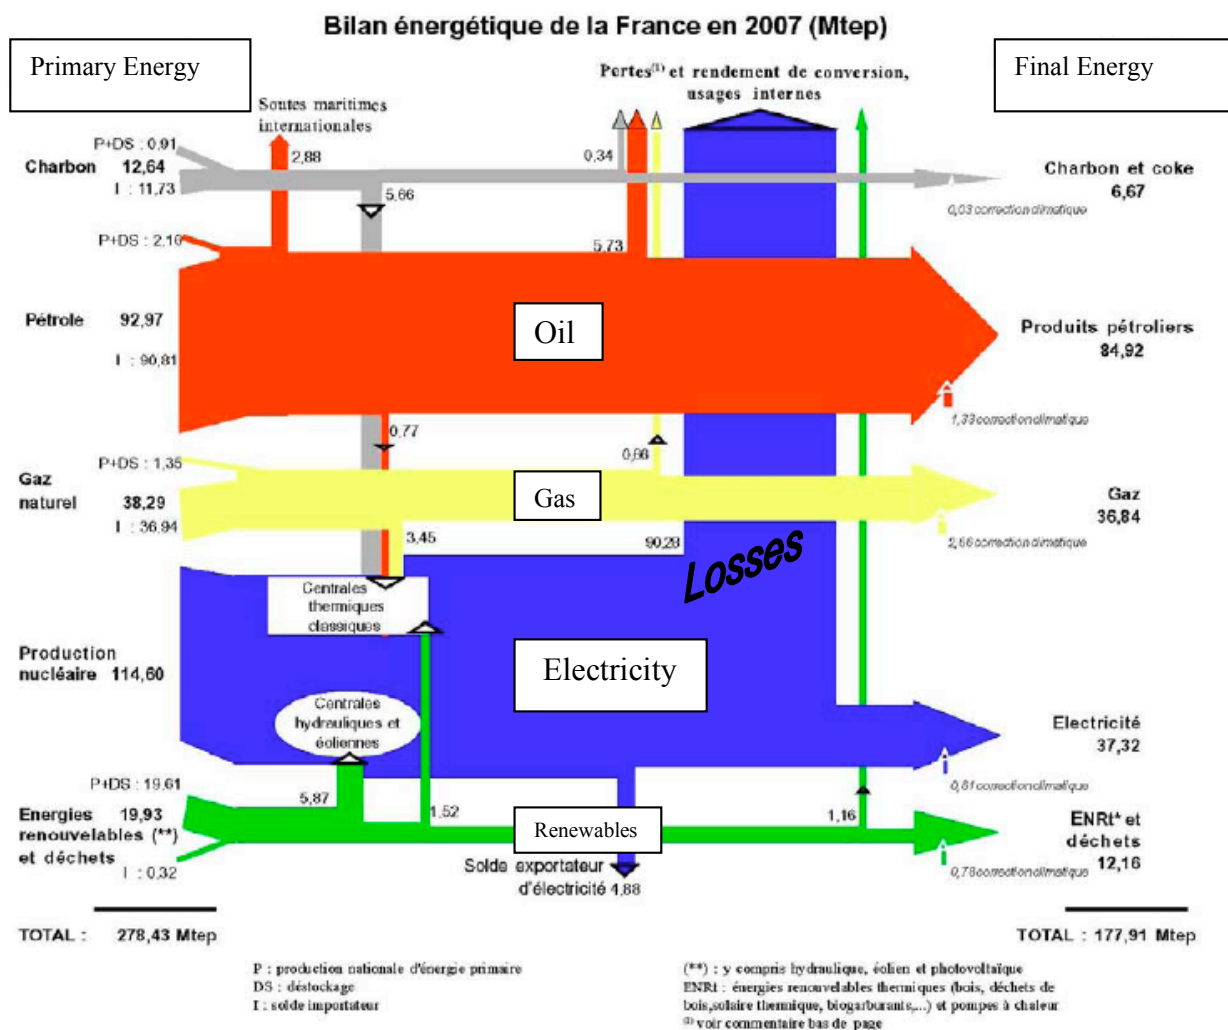 Bilan énergétique de la France en 2007 (Mtep)
Primary Energy
Final Energy
Pertes(1) et rendement de conversion,
usages internes
Soutes maritimes
internationales
P+DS : 0,91
Charbon 12,64
I : 11,73
2,88
5,66
0,34
Charbon et coke
6,67
0,03 correction climatique
P+DS : 2,16
Pétrole 92,97
I : 90,81
5,73
Oil
Produits pétroliers
84,92
1,33 correction climatique
0,77
P+DS : 1,35
Gaz
naturel 38,29
I : 36,94
0,66
Gas
Gaz
36,84
2,66 correction climatique
3,45
90,28
Losses
Centrales
thermiques
classiques
Production
nucléaire 114,60
Electricity
Centrales
hydrauliques et
éoliennes
Electricité
37,32
0,81 correction climatique
P+DS : 19,61
Energies 19,93
renouvelables (**)
et déchets
I : 0,32
5,87
1,52
Renewables
1,16
ENRt* et
déchets
12,16
0,78 correction climatique
Solde exportateur
d'électricité 4,88
TOTAL : 278,43 Mtep
TOTAL : 177,91 Mtep
P : production nationale d'énergie primaire
DS : déstockage
I : solde importateur
(**) : y compris hydraulique, éolien et photovoltaïque
ENRt : énergies renouvelables thermiques (bois, déchets de
bois,solaire thermique, biogarburants,...) et pompes à chaleur
(1) voir commentaire bas de page